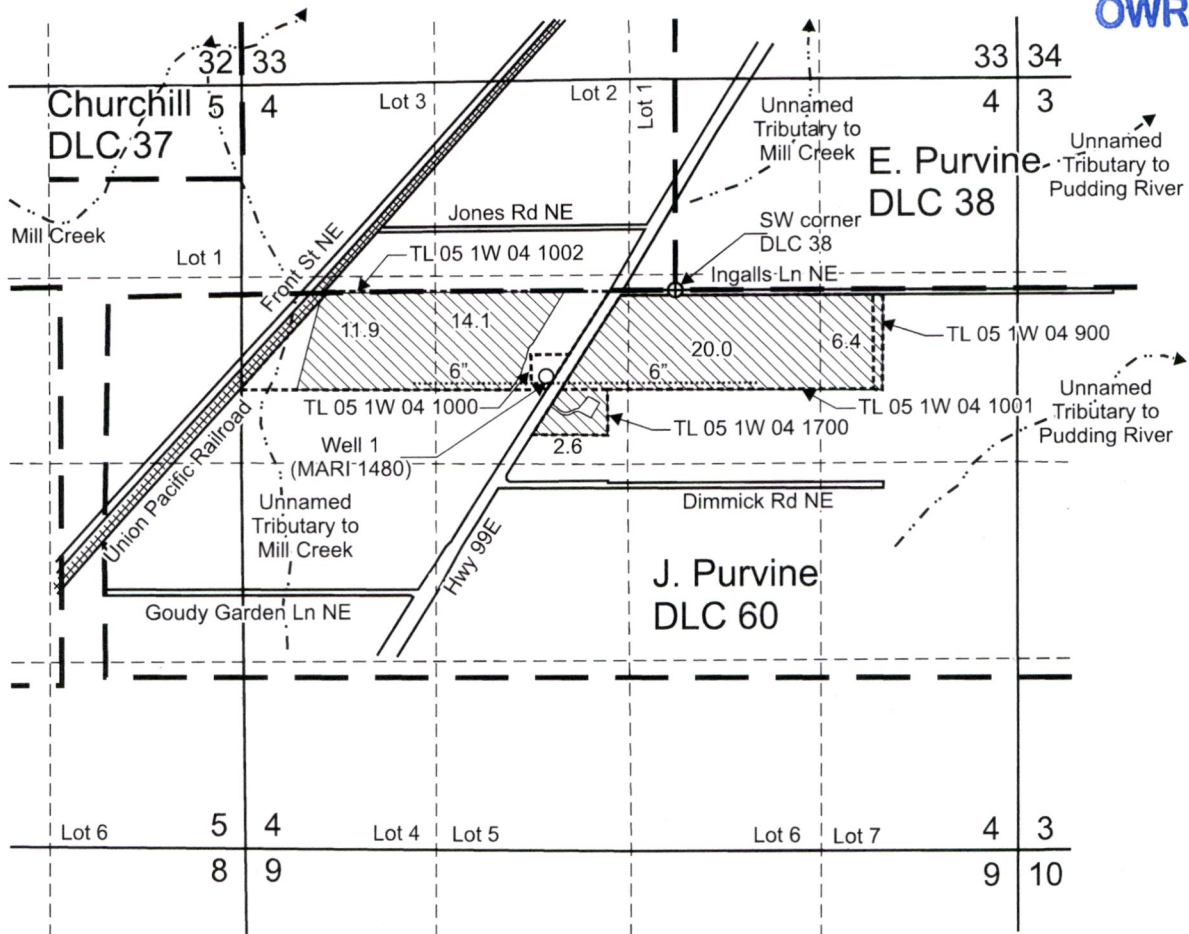 OWR
32 33
33 34
Churchill
DLC 37
5 4
Lot 3
Lot 2
Lot 1
4 3
Unnamed
Tributary to
Mill Creek
E. Purvine
DLC 38
Unnamed
Tributary to
Pudding River
Mill Creek
Lot 1
Front St NE
Jones Rd NE
SW corner
DLC 38
TL 05 1W 04 1002
Ingalls Ln NE
11.9
14.1
20.0
6.4
TL 05 1W 04 900
6"
6"
TL 05 1W 04 1000
TL 05 1W 04 1001
Unnamed
Tributary to
Pudding River
Well 1
(MARI 1480)
TL 05 1W 04 1700
2.6
Union Pacific Railroad
Unnamed
Tributary to
Mill Creek
Hwy 99E
Dimmick Rd NE
Goudy Garden Ln NE
J. Purvine
DLC 60
Lot 6
5 4
Lot 4
Lot 5
Lot 6
Lot 7
4 3
8 9
9 10